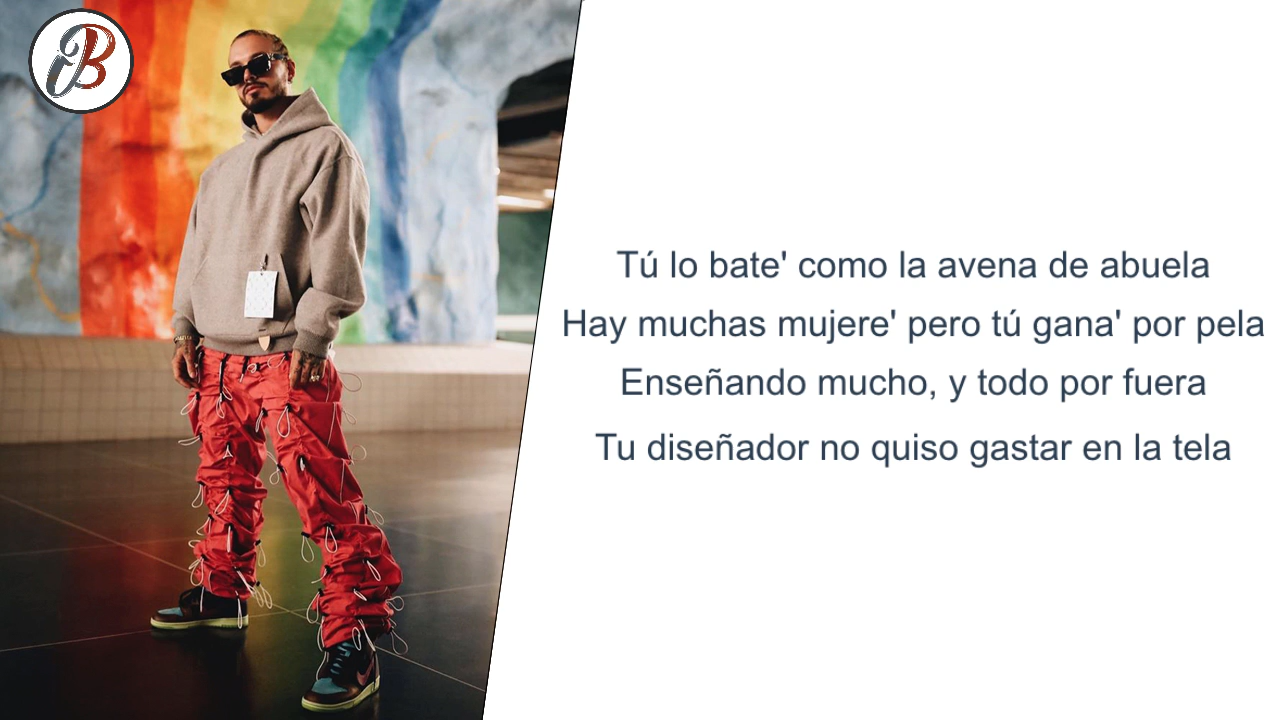 B
Tú lo bate' como la avena de abuela
Hay muchas mujere' pero tú gana' por pela
Enseñando mucho, y todo por fuera
Tu diseñador no quiso gastar en la tela